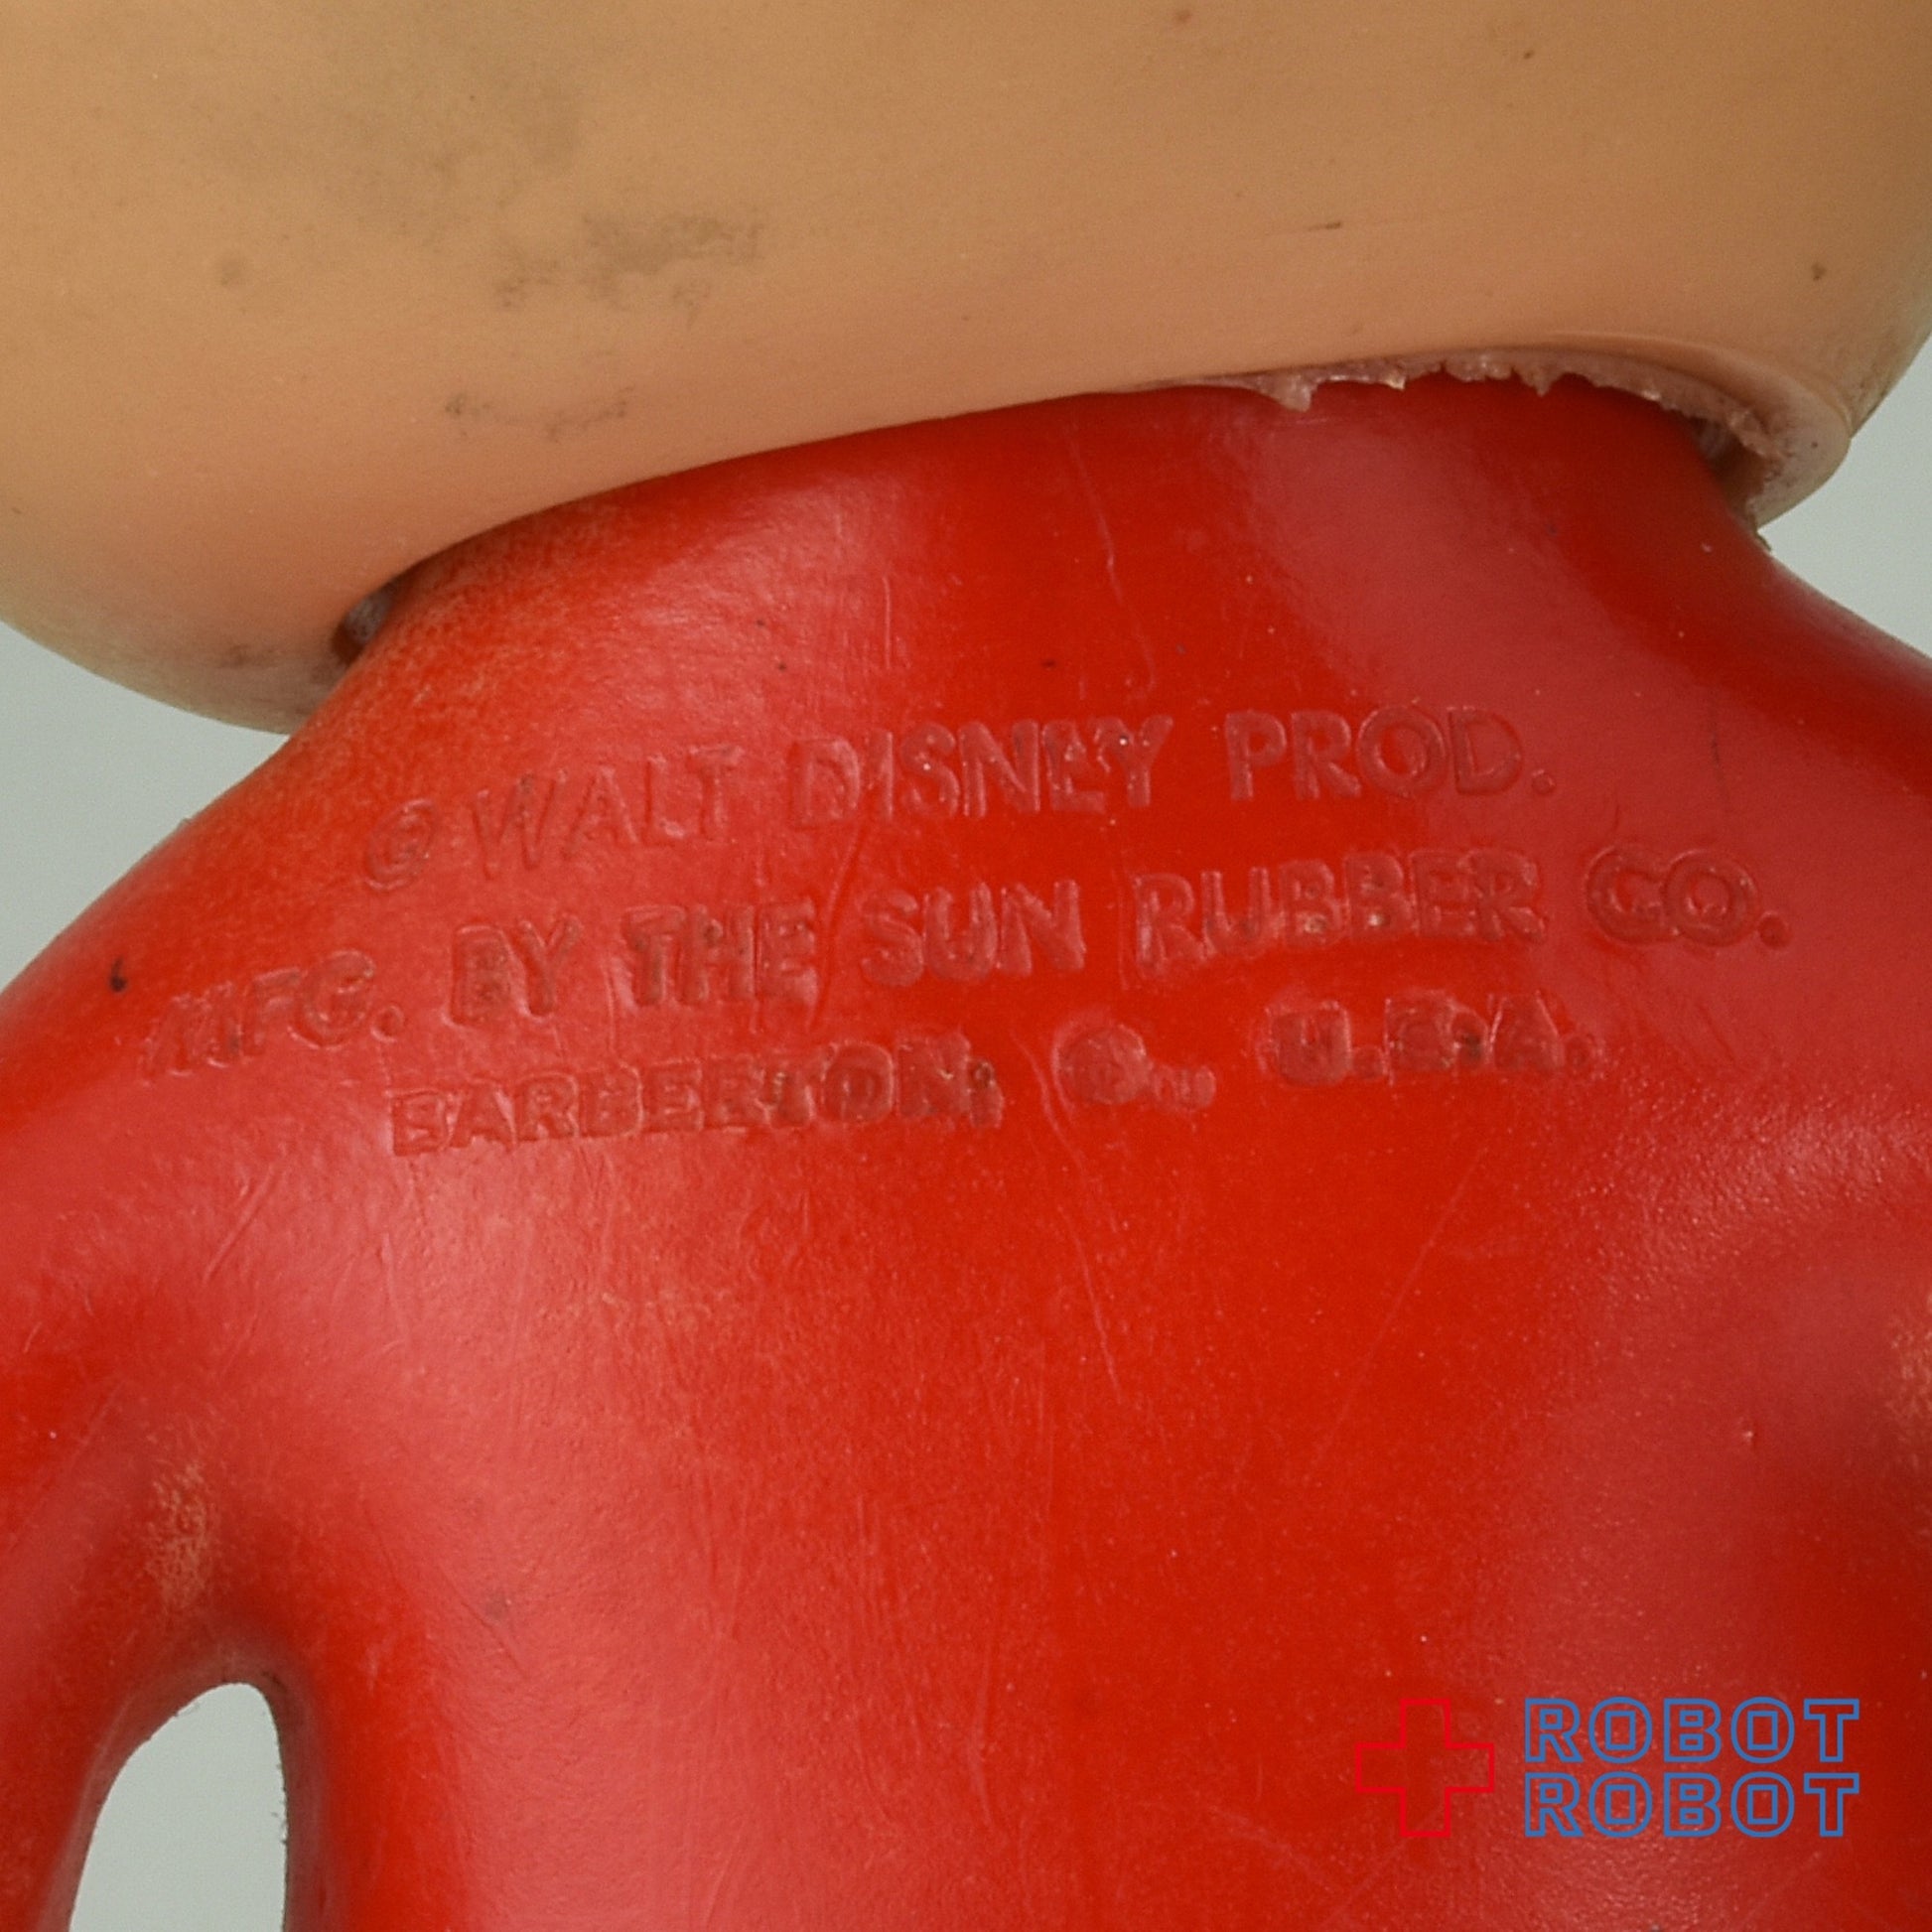 © WALT DISNEY PROD.
MFG. BY THE SUN RUBBER CO.
BARBERTON, O., U.S.A.
ROBOT
ROBOT